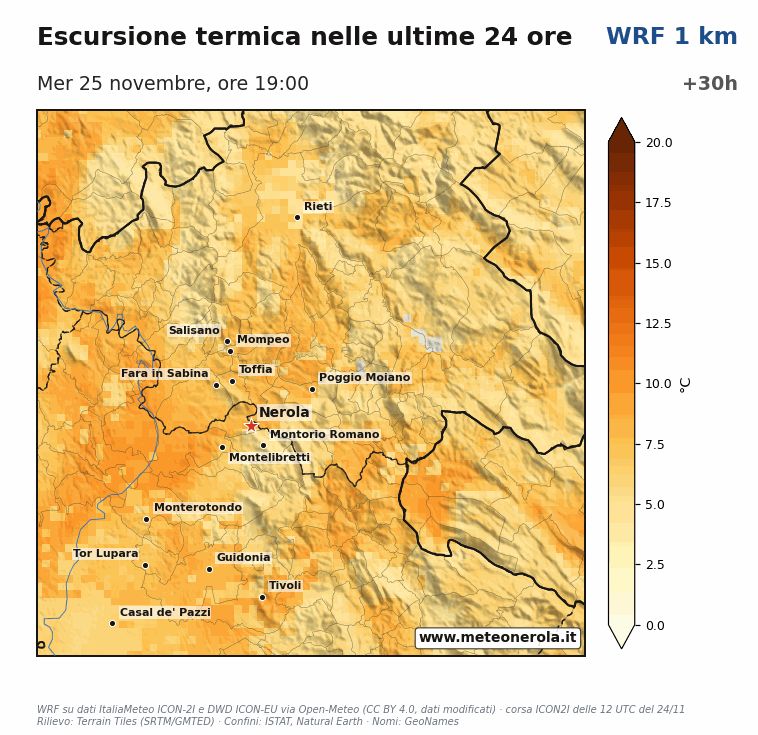 Escursione termica nelle ultime 24 ore WRF 1 km
Mer 25 novembre, ore 19:00 +30h
Rieti
Salisano
Mompeo
Fara in Sabina
Toffia
Poggio Moiano
Nerola
Montorio Romano
Montelibretti
Monterotondo
Tor Lupara
Guidonia
Tivoli
Casal de' Pazzi
www.meteonerola.it
20.0
17.5
15.0
12.5
10.0
7.5
5.0
2.5
0.0
°C
WRF su dati ItaliaMeteo ICON-2I e DWD ICON-EU via Open-Meteo (CC BY 4.0, dati modificati) · corsa ICON2I delle 12 UTC del 24/11
Rilievo: Terrain Tiles (SRTM/GMTED) · Confini: ISTAT, Natural Earth · Nomi: GeoNames